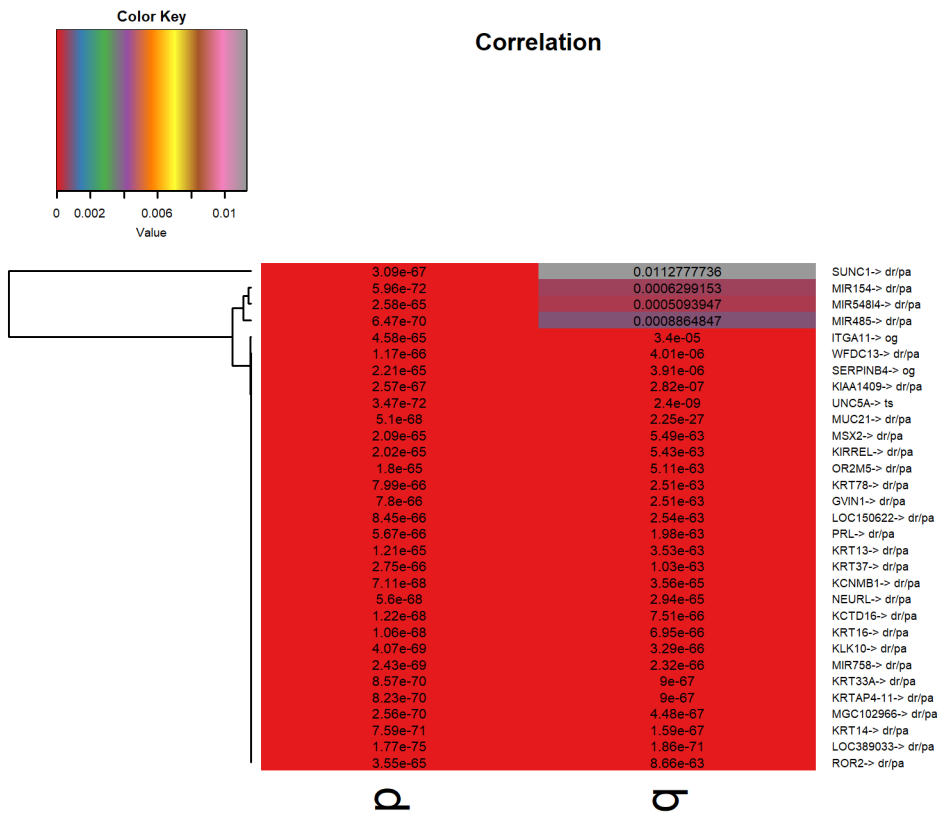 Color Key
Correlation
0 0.002 0.006 0.01
Value
3.09e-67 0.0112777736 SUNC1-> dr/pa
5.96e-72 0.0006299153 MIR154-> dr/pa
2.58e-65 0.0005093947 MIR548I4-> dr/pa
6.47e-70 0.0008864847 MIR485-> dr/pa
4.58e-65 3.4e-05 ITGA11-> og
1.17e-66 4.01e-06 WFDC13-> dr/pa
2.21e-65 3.91e-06 SERPINB4-> og
2.57e-67 2.82e-07 KIAA1409-> dr/pa
3.47e-72 2.4e-09 UNC5A-> ts
5.1e-68 2.25e-27 MUC21-> dr/pa
2.09e-65 5.49e-63 MSX2-> dr/pa
2.02e-65 5.43e-63 KIRREL-> dr/pa
1.8e-65 5.11e-63 OR2M5-> dr/pa
7.99e-66 2.51e-63 KRT78-> dr/pa
7.8e-66 2.51e-63 GVIN1-> dr/pa
8.45e-66 2.54e-63 LOC150622-> dr/pa
5.67e-66 1.98e-63 PRL-> dr/pa
1.21e-65 3.53e-63 KRT13-> dr/pa
2.75e-66 1.03e-63 KRT37-> dr/pa
7.11e-68 3.56e-65 KCNMB1-> dr/pa
5.6e-68 2.94e-65 NEURL-> dr/pa
1.22e-68 7.51e-66 KCTD16-> dr/pa
1.06e-68 6.95e-66 KRT16-> dr/pa
4.07e-69 3.29e-66 KLK10-> dr/pa
2.43e-69 2.32e-66 MIR758-> dr/pa
8.57e-70 9e-67 KRT33A-> dr/pa
8.23e-70 9e-67 KRTAP4-11-> dr/pa
2.56e-70 4.48e-67 MGC102966-> dr/pa
7.59e-71 1.59e-67 KRT14-> dr/pa
1.77e-75 1.86e-71 LOC389033-> dr/pa
3.55e-65 8.66e-63 ROR2-> dr/pa
p q